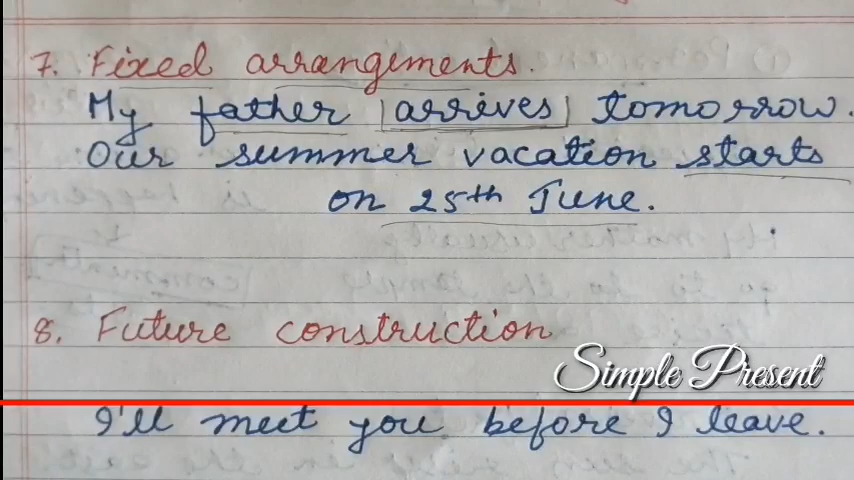 7. Fixed arrangements.
My father arrives tomorrow.
Our summer vacation starts
on 25th June.
8. Future construction
Simple Present
I'll meet you before I leave.